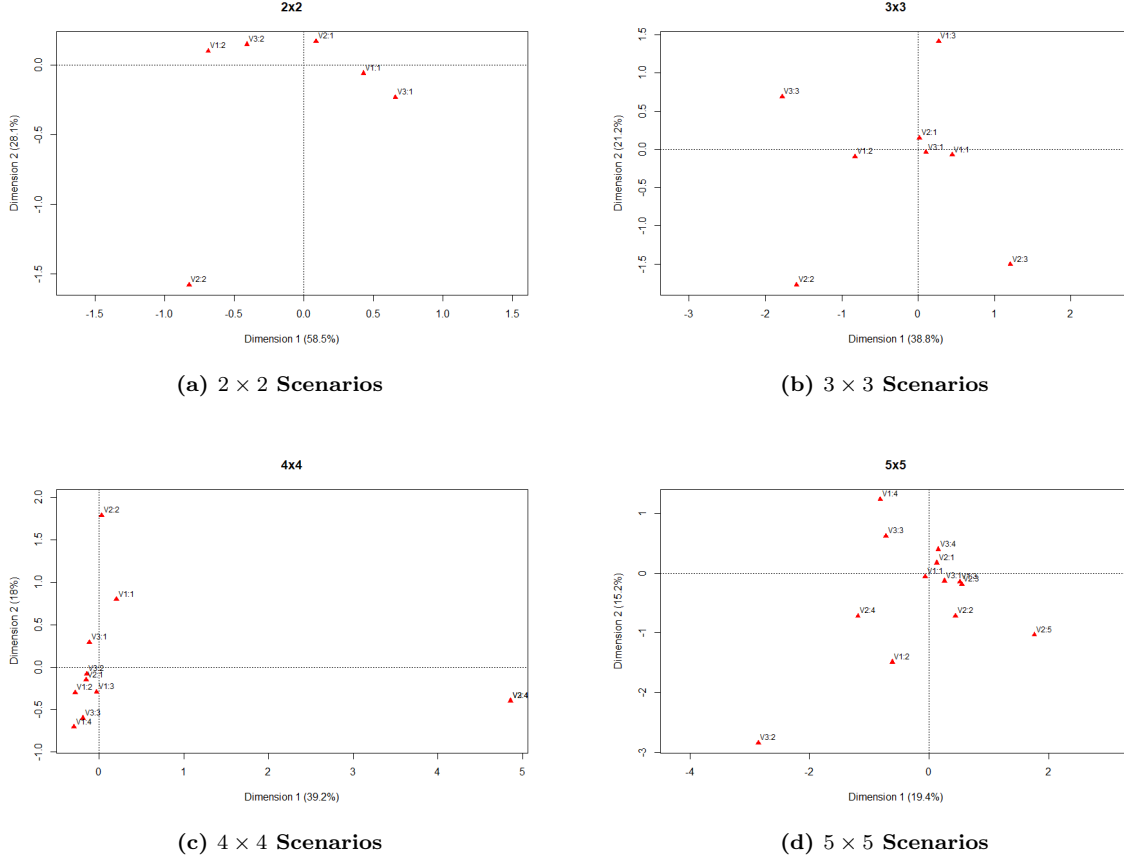 2x2
V1:2
V3:2
V2:1
V1:1
V3:1
V2:2
0.0
-0.5
-1.0
-1.5
Dimension 2 (28.1%)
-1.5
-1.0
-0.5
0.0
0.5
1.0
1.5
Dimension 1 (58.5%)
(a) 2 × 2 Scenarios
3x3
V1:3
V3:3
V2:1
V3:1
V1:1
V1:2
V2:3
V2:2
1.5
1.0
0.5
0.0
-0.5
-1.0
-1.5
Dimension 2 (21.2%)
-3
-2
-1
0
1
2
Dimension 1 (38.8%)
(b) 3 × 3 Scenarios
4x4
V2:2
V1:1
V3:1
V3:2
V2:1
V1:2
V1:3
V3:3
V1:4
2.0
1.5
1.0
0.5
0.0
-0.5
-1.0
Dimension 2 (18%)
0
1
2
3
4
5
Dimension 1 (39.2%)
(c) 4 × 4 Scenarios
5x5
V1:4
V3:3
V3:4
V2:1
V1:1
V3:1
V2:4
V2:2
V2:5
V1:2
V3:2
1
0
-1
-2
-3
Dimension 2 (15.2%)
-4
-2
0
2
Dimension 1 (19.4%)
(d) 5 × 5 Scenarios